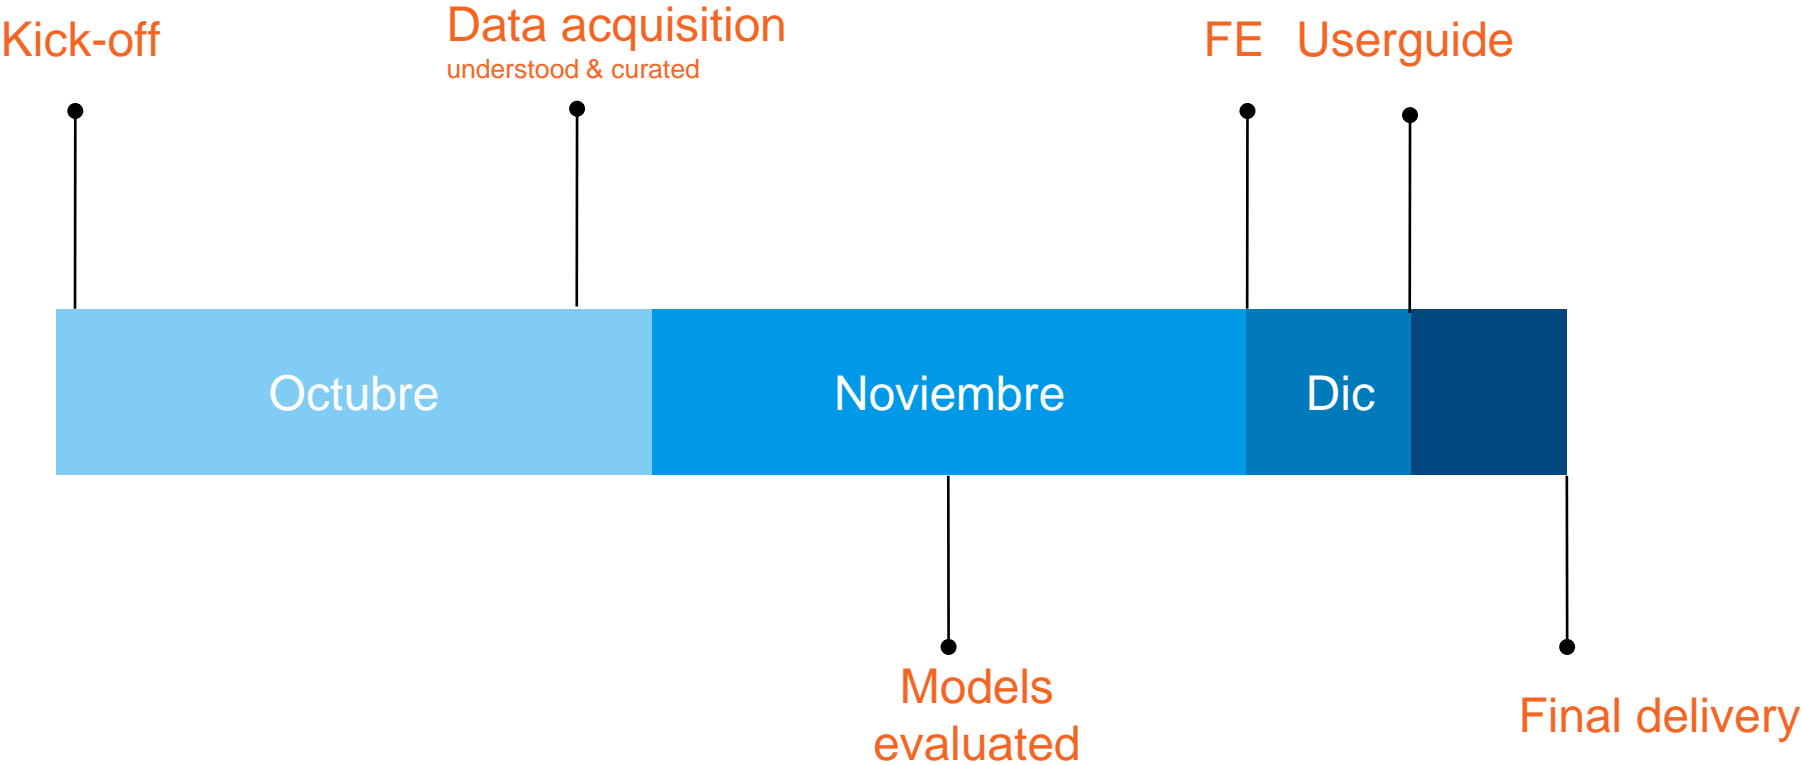 Kick-off
Data acquisition
understood & curated
FE
Userguide
Octubre
Noviembre
Dic
Models
evaluated
Final delivery